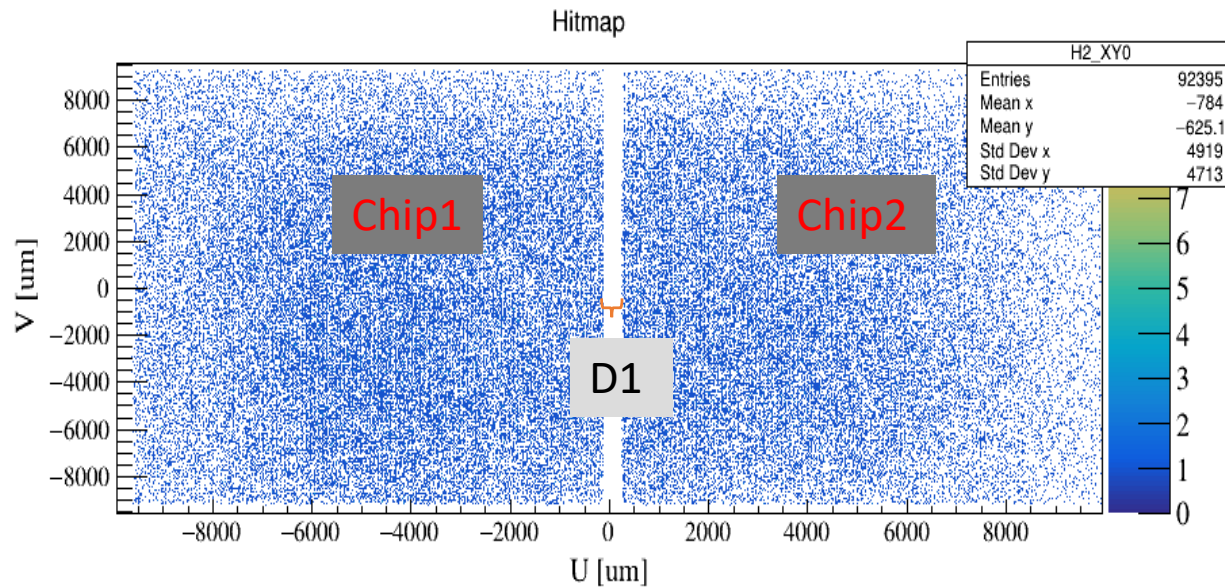 Hitmap
H2_XY0
Entries 92395
Mean x −784
Mean y −625.1
Std Dev x 4919
Std Dev y 4713
8000
6000
4000
2000
0
−2000
−4000
−6000
−8000
V [um]
Chip1
Chip2
D1
7
6
5
4
3
2
1
0
−8000 −6000 −4000 −2000 0 2000 4000 6000 8000
U [um]